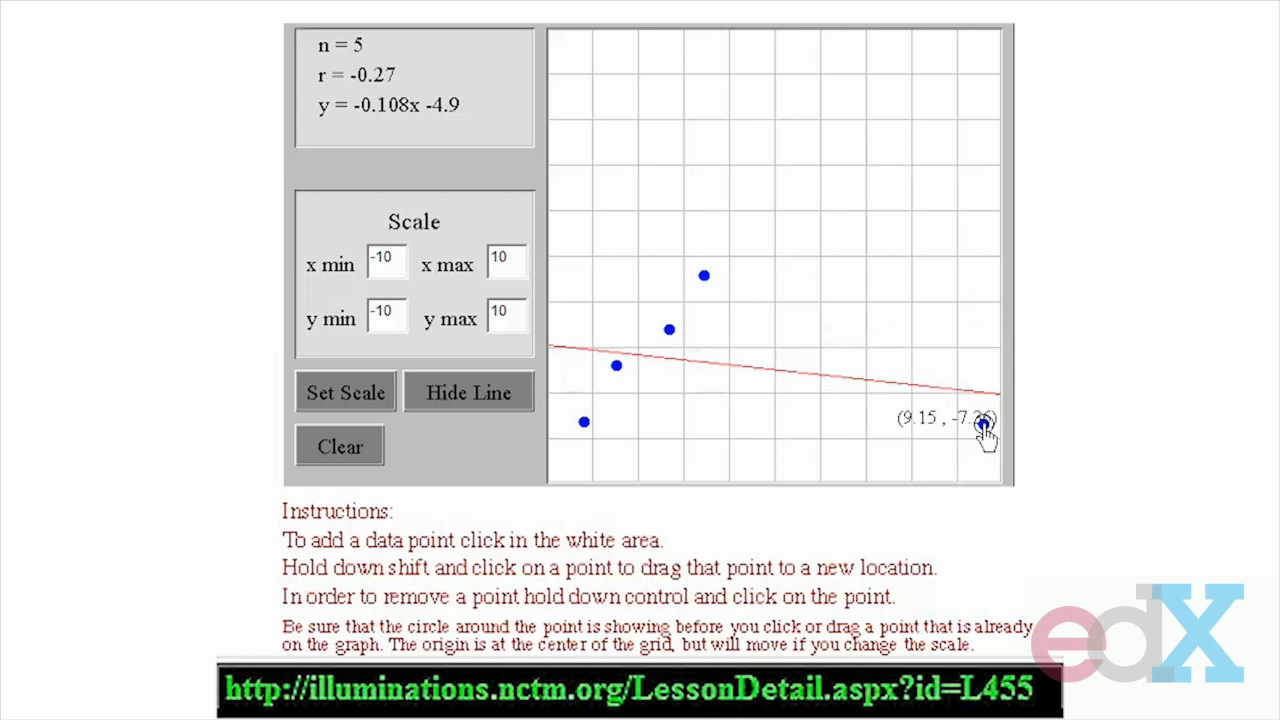 n = 5
r = -0.27
y = -0.108x -4.9
Scale
x min -10 x max 10
y min -10 y max 10
Set Scale Hide Line
Clear
(9.15 , -7.26)
Instructions:
To add a data point click in the white area.
Hold down shift and click on a point to drag that point to a new location.
In order to remove a point hold down control and click on the point.
Be sure that the circle around the point is showing before you click or drag a point that is already
on the graph. The origin is at the center of the grid, but will move if you change the scale.
edX
http://illuminations.nctm.org/LessonDetail.aspx?id=L455